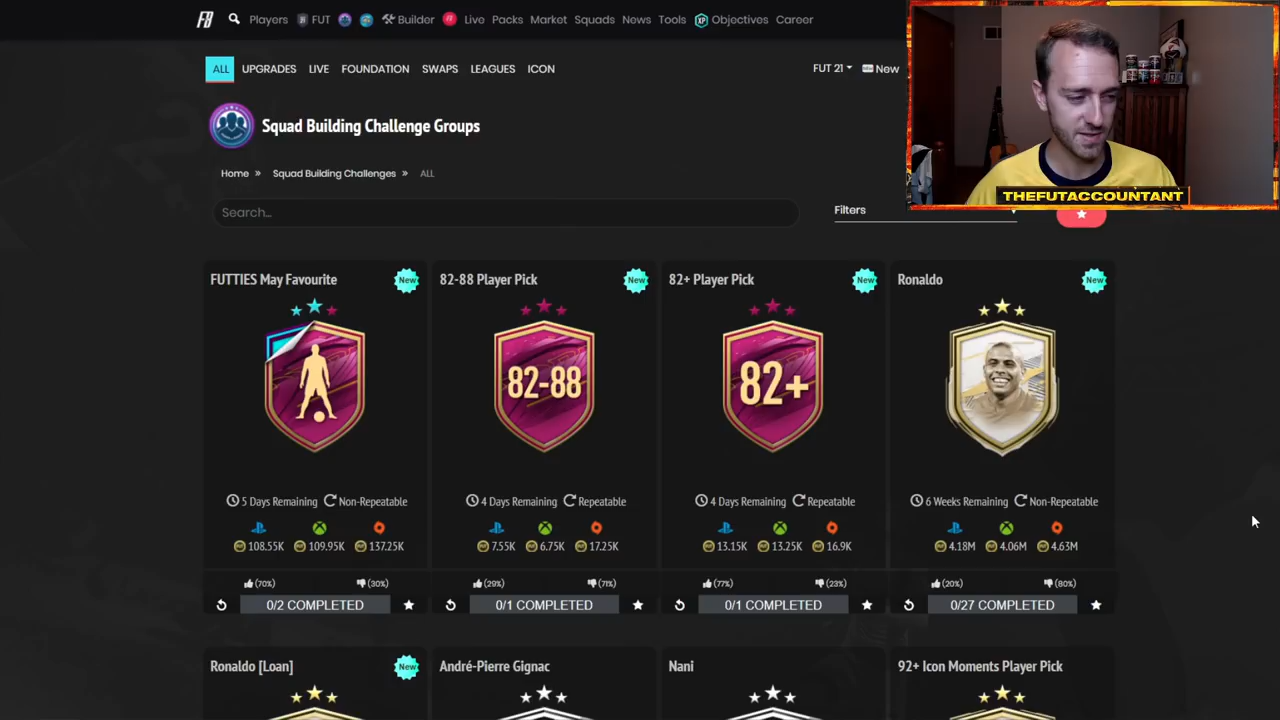 FB Players FUT Builder Live Packs Market Squads News Tools XP Objectives Career
ALL UPGRADES LIVE FOUNDATION SWAPS LEAGUES ICON FUT 21 New
Squad Building Challenge Groups
Home » Squad Building Challenges » ALL
Search... Filters
THEFUTACCOUNTANT
FUTTIES May Favourite New 82-88 Player Pick New 82+ Player Pick New Ronaldo New
82-88 82+
5 Days Remaining Non-Repeatable 4 Days Remaining Repeatable 4 Days Remaining Repeatable 6 Weeks Remaining Non-Repeatable
108.55K 109.95K 137.25K 7.55K 6.75K 17.25K 13.15K 13.25K 16.9K 4.18M 4.06M 4.63M
(70%) (30%) (29%) (71%) (77%) (23%) (20%) (80%)
0/2 COMPLETED 0/1 COMPLETED 0/1 COMPLETED 0/27 COMPLETED
Ronaldo [Loan] New André-Pierre Gignac Nani 92+ Icon Moments Player Pick